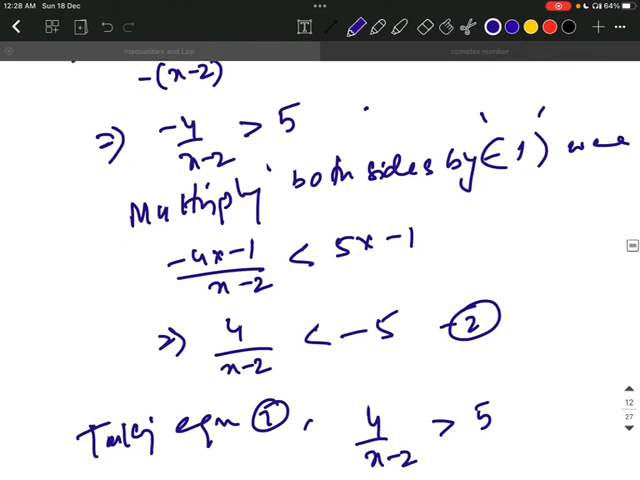 12:28 AM Sun 18 Dec
64%
Inequalities and Lpp complex number
-(x-2)
⇒ -4/(x-2) > 5
Multiply both sides by (-1) we
-4x-1/(x-2) < 5x-1
⇒ 4/(x-2) < -5 -②
eqn ①, 4/(x-2) > 5
12
27